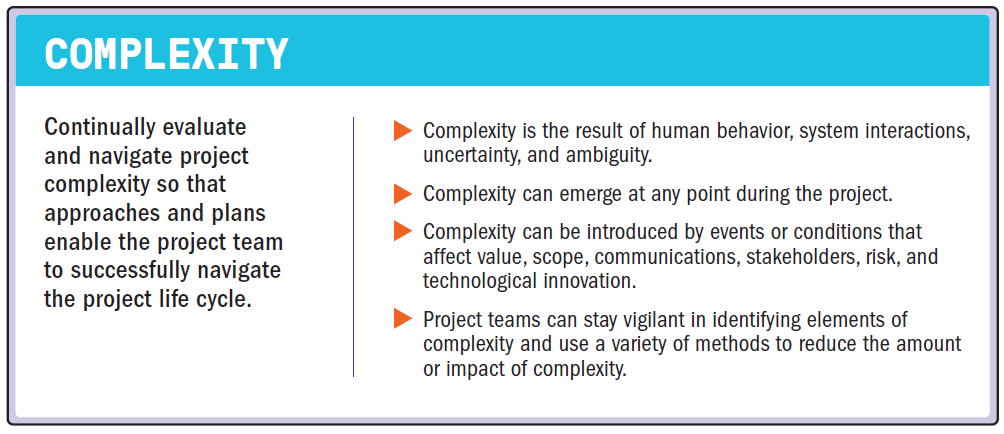 COMPLEXITY
Continually evaluate
and navigate project
complexity so that
approaches and plans
enable the project team
to successfully navigate
the project life cycle.
Complexity is the result of human behavior, system interactions,
uncertainty, and ambiguity.
Complexity can emerge at any point during the project.
Complexity can be introduced by events or conditions that
affect value, scope, communications, stakeholders, risk, and
technological innovation.
Project teams can stay vigilant in identifying elements of
complexity and use a variety of methods to reduce the amount
or impact of complexity.